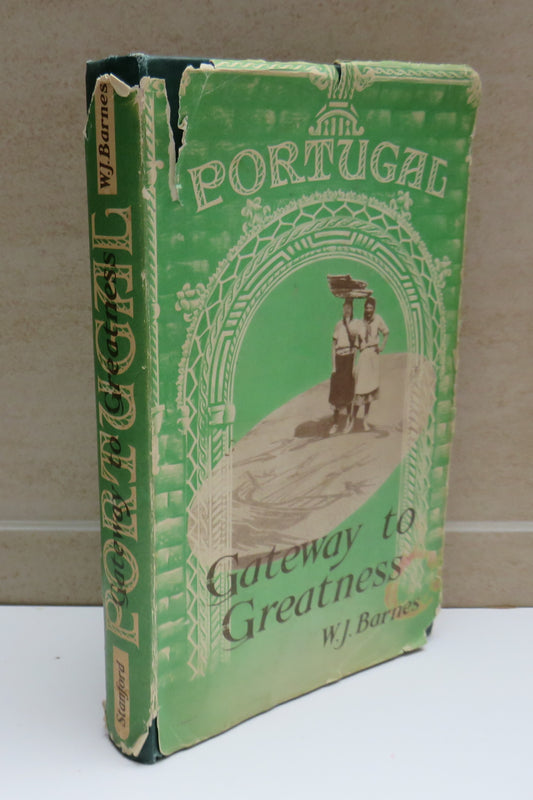 W.J.Barnes
PORTUGAL
Gateway to Greatness
Stanford
PORTUGAL
Gateway to
Greatness
W.J. Barnes